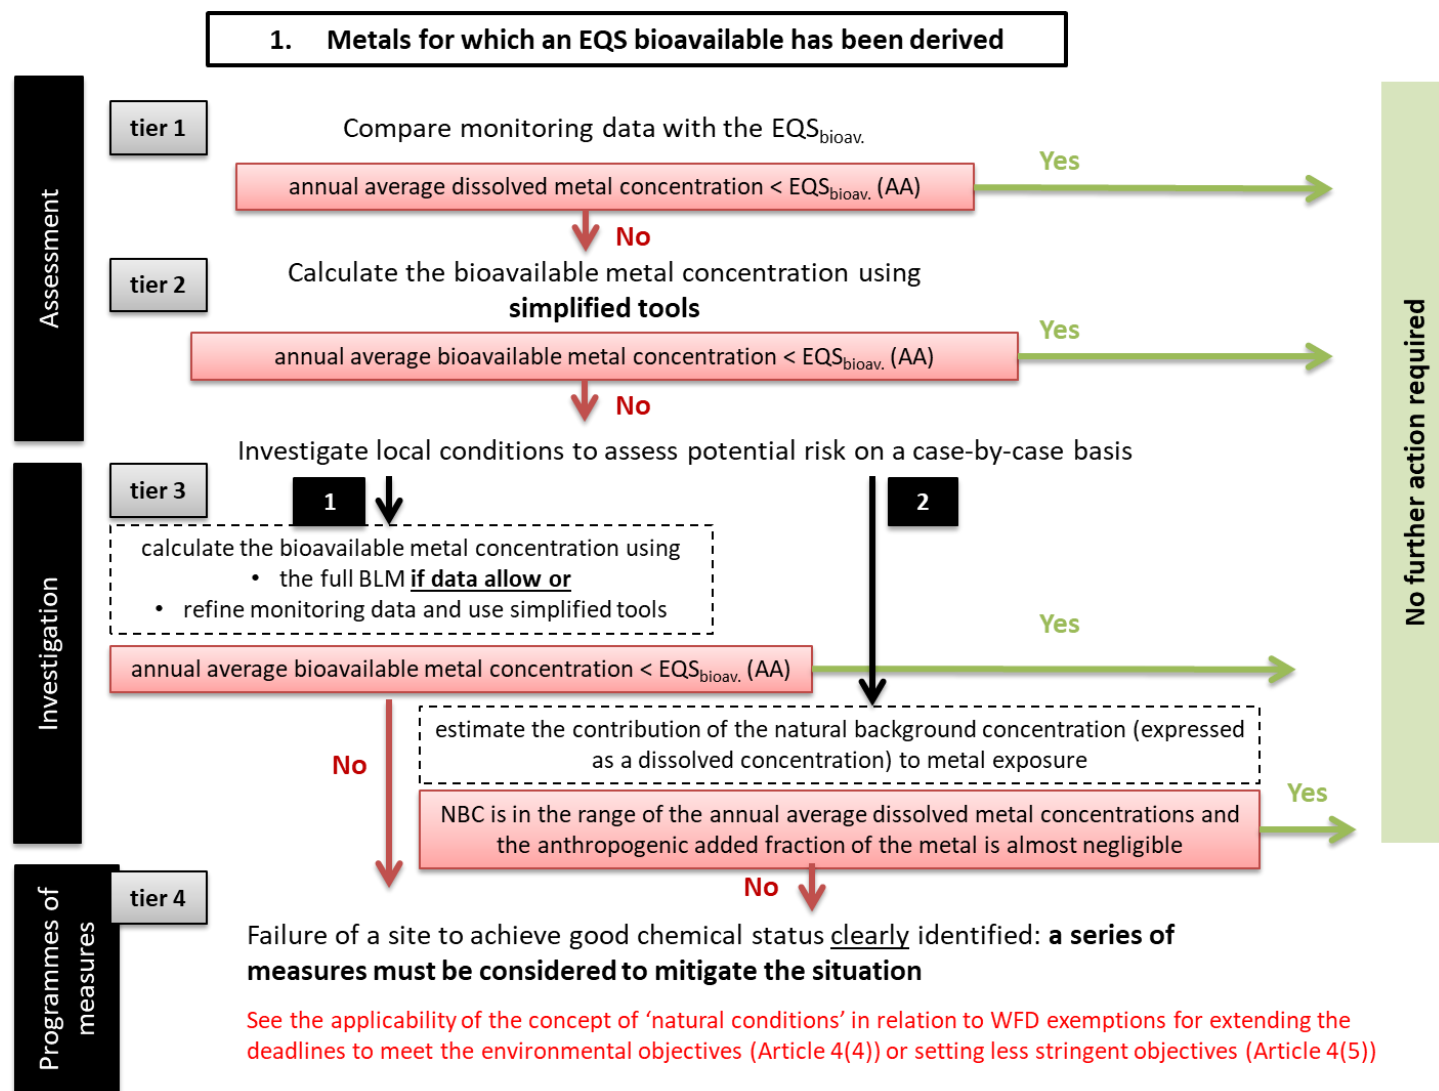 1. Metals for which an EQS bioavailable has been derived
Assessment
tier 1
Compare monitoring data with the EQSbioav.
annual average dissolved metal concentration < EQSbioav. (AA)
Yes
No
tier 2
Calculate the bioavailable metal concentration using
simplified tools
annual average bioavailable metal concentration < EQSbioav. (AA)
Yes
No
No further action required
Investigate local conditions to assess potential risk on a case-by-case basis
Investigation
tier 3
1
2
calculate the bioavailable metal concentration using
• the full BLM if data allow or
• refine monitoring data and use simplified tools
annual average bioavailable metal concentration < EQSbioav. (AA)
Yes
No
estimate the contribution of the natural background concentration (expressed
as a dissolved concentration) to metal exposure
NBC is in the range of the annual average dissolved metal concentrations and
the anthropogenic added fraction of the metal is almost negligible
Yes
No
Programmes of
measures
tier 4
Failure of a site to achieve good chemical status clearly identified: a series of
measures must be considered to mitigate the situation
See the applicability of the concept of ‘natural conditions’ in relation to WFD exemptions for extending the
deadlines to meet the environmental objectives (Article 4(4)) or setting less stringent objectives (Article 4(5))